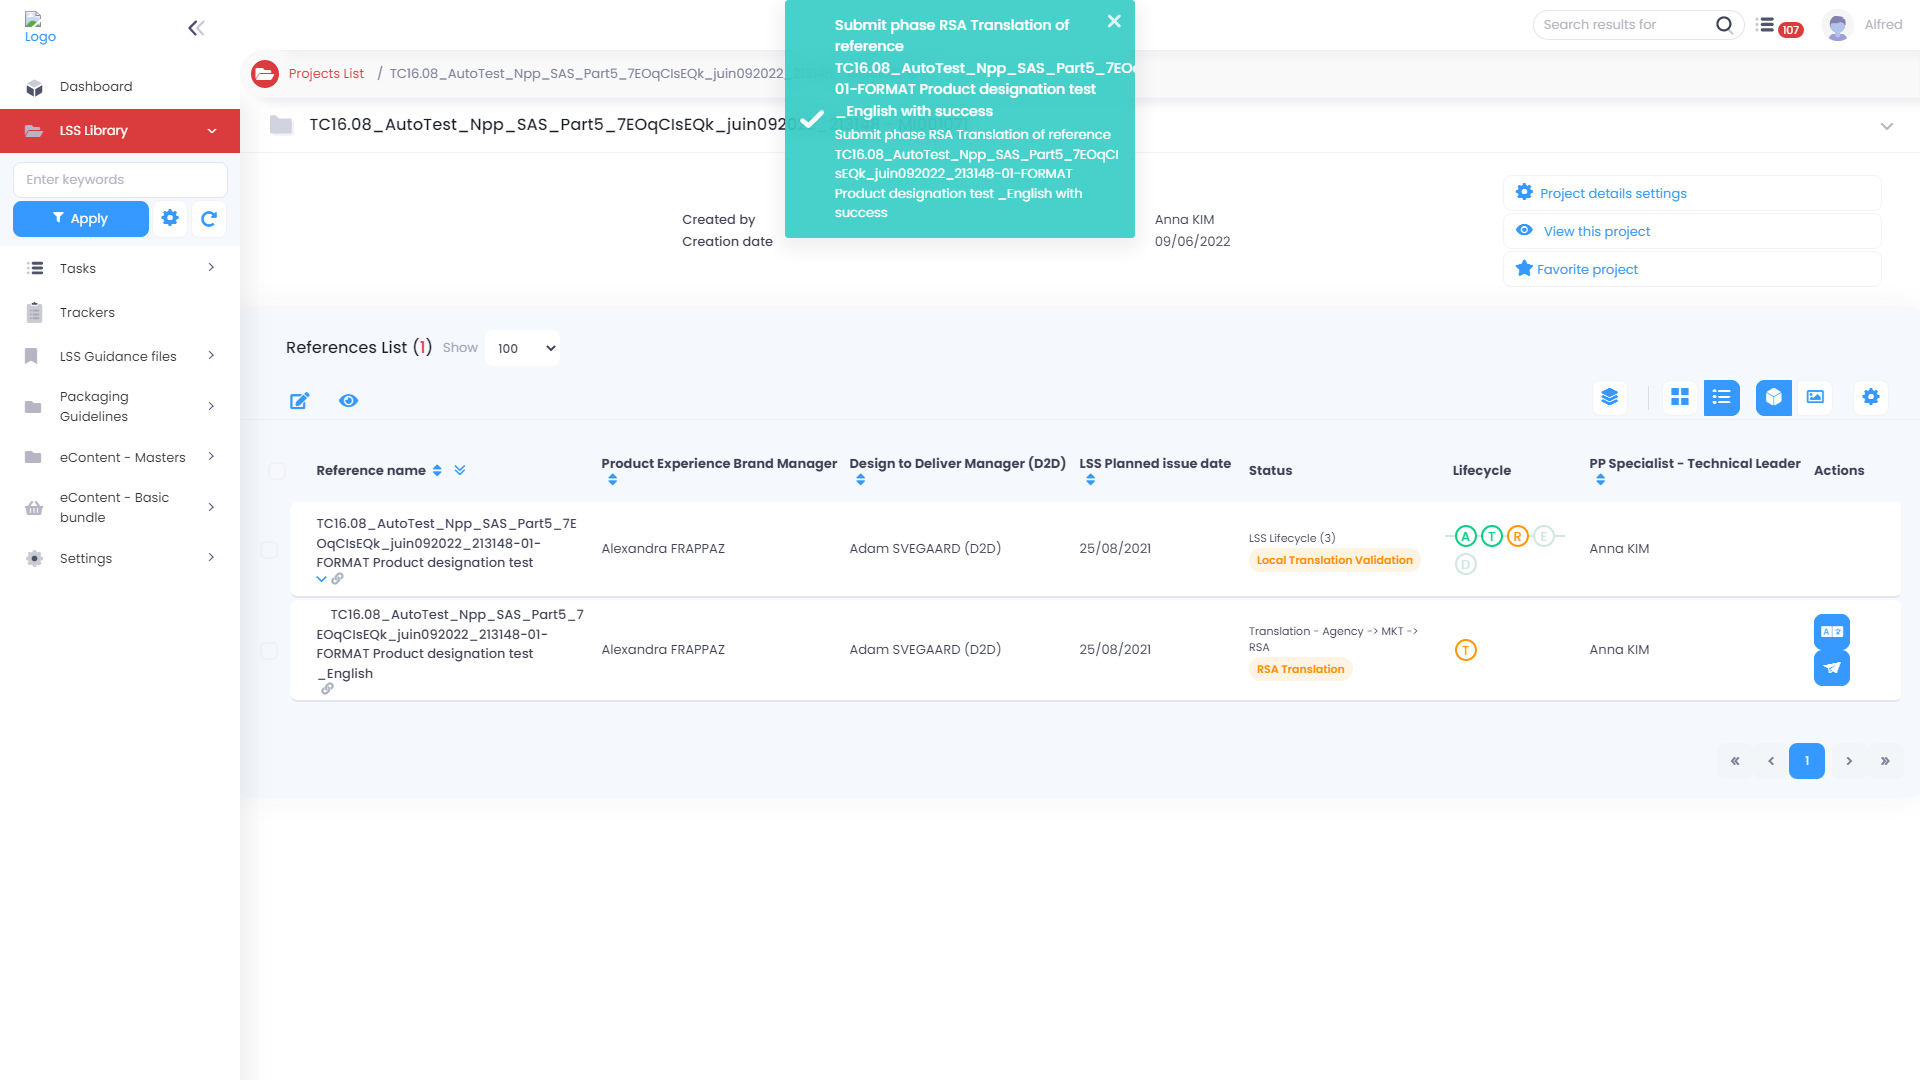 Logo
Submit phase RSA Translation of
reference
TC16.08_AutoTest_Npp_SAS_Part5_7EO
01-FORMAT Product designation test
_English with success
Submit phase RSA Translation of reference
TC16.08_AutoTest_Npp_SAS_Part5_7EOqCI
sEQk_juin092022_213148-01-FORMAT
Product designation test _English with
success
Search results for
107
Alfred
Projects List / TC16.08_AutoTest_Npp_SAS_Part5_7EOqCIsEQk_juin092022_
TC16.08_AutoTest_Npp_SAS_Part5_7EOqCIsEQk_juin092022_213148
Dashboard
LSS Library
Enter keywords
Apply
Tasks
Trackers
LSS Guidance files
Packaging
Guidelines
eContent - Masters
eContent - Basic
bundle
Settings
Created by Anna KIM
Creation date 09/06/2022
Project details settings
View this project
Favorite project
References List (1) Show 100
Reference name Product Experience Brand Manager Design to Deliver Manager (D2D) LSS Planned issue date Status Lifecycle PP Specialist - Technical Leader Actions
TC16.08_AutoTest_Npp_SAS_Part5_7E
OqCIsEQk_juin092022_213148-01-
FORMAT Product designation test
Alexandra FRAPPAZ Adam SVEGAARD (D2D) 25/08/2021
LSS Lifecycle (3)
Local Translation Validation
A T R E
D
Anna KIM
TC16.08_AutoTest_Npp_SAS_Part5_7
EOqCIsEQk_juin092022_213148-01-
FORMAT Product designation test
_English
Alexandra FRAPPAZ Adam SVEGAARD (D2D) 25/08/2021
Translation - Agency -> MKT ->
RSA
RSA Translation
T
Anna KIM
« ‹ 1 › »